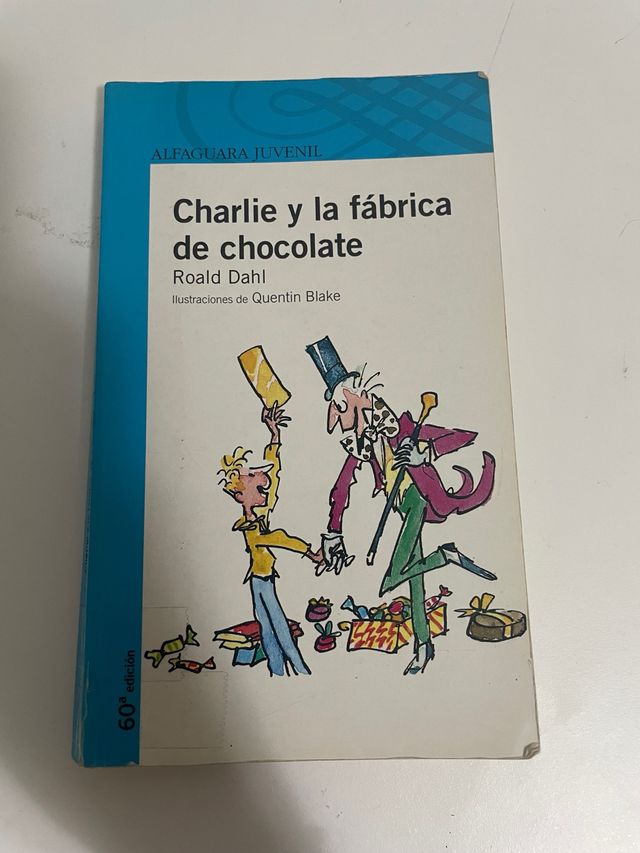 ALFAGUARA JUVENIL
Charlie y la fábrica
de chocolate
Roald Dahl
Ilustraciones de Quentin Blake
60ª edición